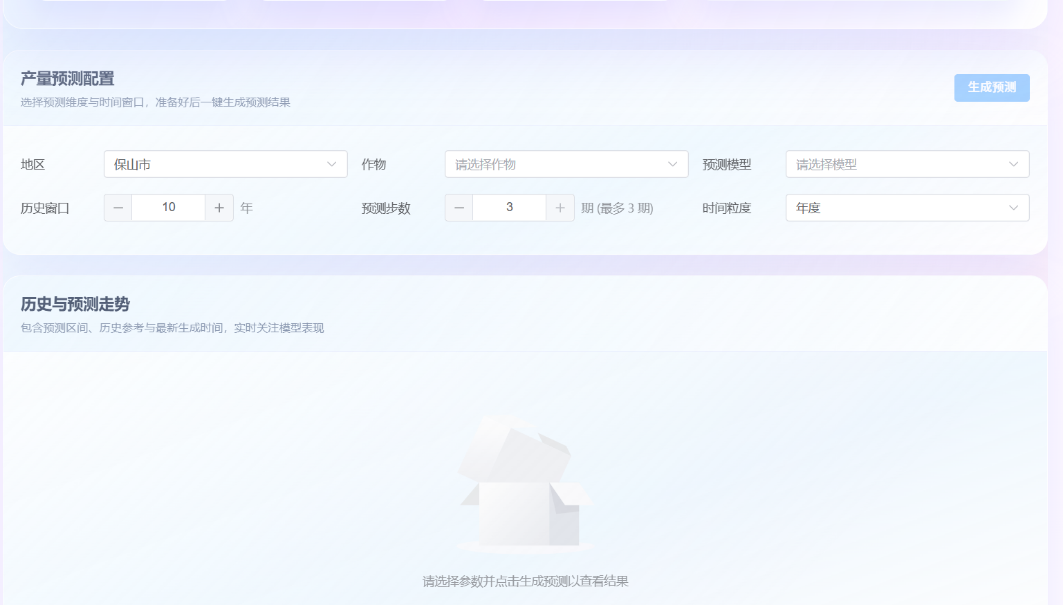 产量预测配置
选择预测维度与时间窗口，准备好后一键生成预测结果
生成预测
地区 保山市 作物 请选择作物 预测模型 请选择模型
历史窗口 − 10 + 年 预测步数 − 3 + 期 (最多 3 期) 时间粒度 年度
历史与预测走势
包含预测区间、历史参考与最新生成时间，实时关注模型表现
请选择参数并点击生成预测以查看结果